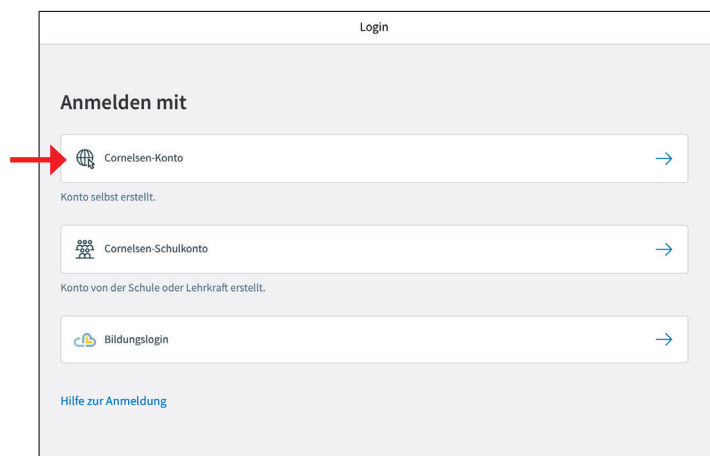 Login
Anmelden mit
Cornelsen-Konto
Konto selbst erstellt.
Cornelsen-Schulkonto
Konto von der Schule oder Lehrkraft erstellt.
Bildungslogin
Hilfe zur Anmeldung